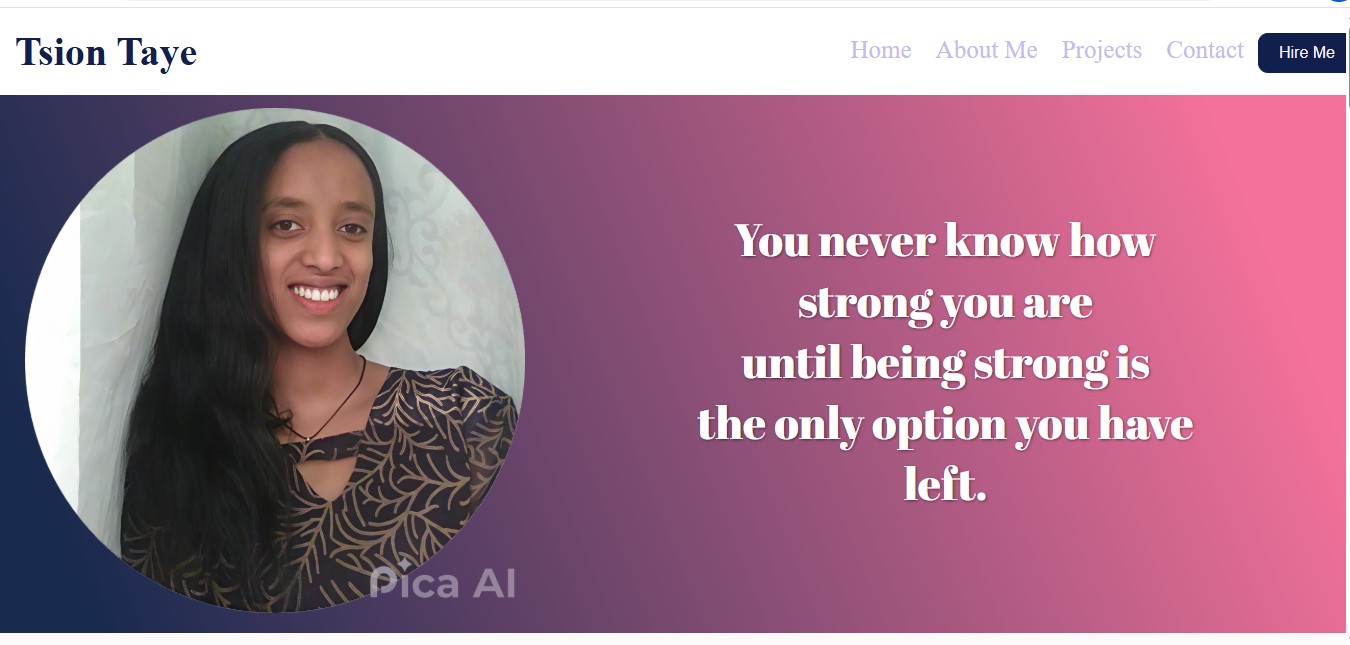 Tsion Taye
Home About Me Projects Contact Hire Me
You never know how
strong you are
until being strong is
the only option you have
left.
Pica AI